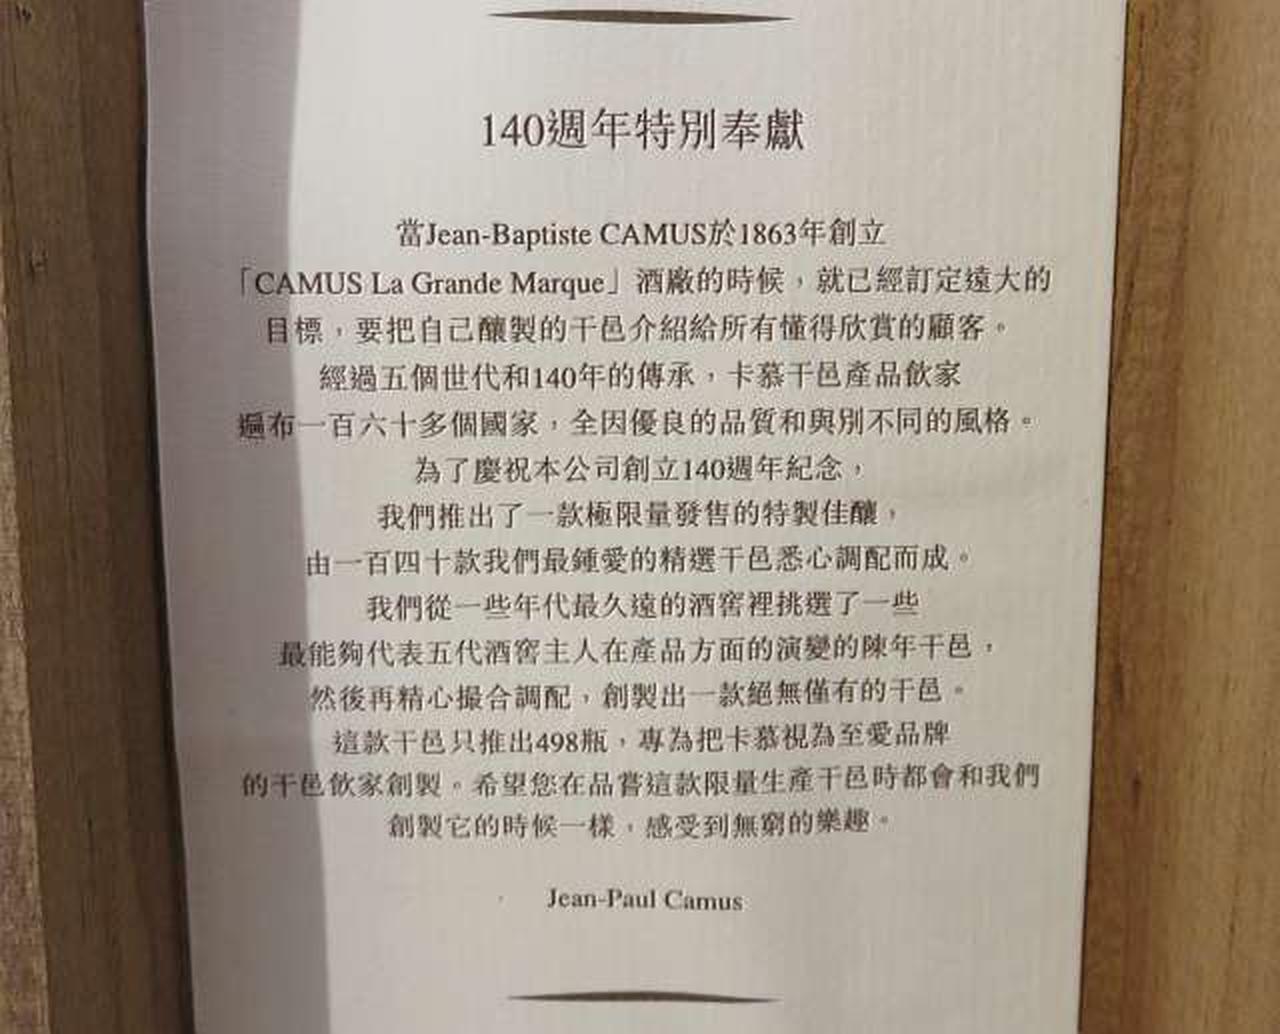 140週年特別奉獻
當Jean-Baptiste CAMUS於1863年創立
「CAMUS La Grande Marque」酒廠的時候，就已經訂定遠大的
目標，要把自己釀製的干邑介紹給所有懂得欣賞的顧客。
經過五個世代和140年的傳承，卡慕干邑產品飲家
遍布一百六十多個國家，全因優良的品質和與別不同的風格。
為了慶祝本公司創立140週年紀念，
我們推出了一款極限量發售的特製佳釀，
由一百四十款我們最鍾愛的精選干邑悉心調配而成。
我們從一些年代最久遠的酒窖裡挑選了一些
最能夠代表五代酒窖主人在產品方面的演變的陳年干邑，
然後再精心撮合調配，創製出一款絕無僅有的干邑。
這款干邑只推出498瓶，專為把卡慕視為至愛品牌
的干邑飲家創製。希望您在品嘗這款限量生產干邑時都會和我們
創製它的時候一樣，感受到無窮的樂趣。
Jean-Paul Camus